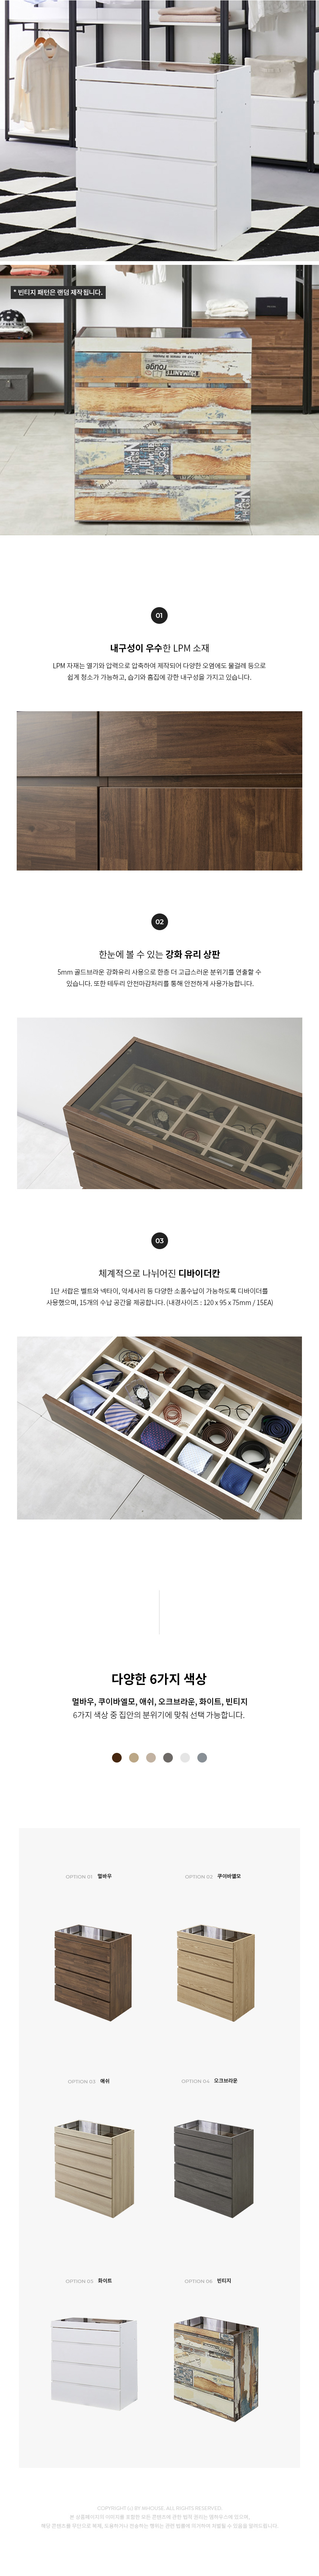 * 빈티지 패턴은 랜덤 제작됩니다.
01
내구성이 우수한 LPM 소재
LPM 자재는 열기와 압력으로 압축하여 제작되어 다양한 오염에도 물걸레 등으로
쉽게 청소가 가능하고, 습기와 흠집에 강한 내구성을 가지고 있습니다.
02
한눈에 볼 수 있는 강화 유리 상판
5mm 골드브라운 강화유리 사용으로 한층 더 고급스러운 분위기를 연출할 수
있습니다. 또한 테두리 안전마감처리를 통해 안전하게 사용가능합니다.
03
체계적으로 나뉘어진 디바이더칸
1단 서랍은 벨트와 넥타이, 악세사리 등 다양한 소품수납이 가능하도록 디바이더를
사용했으며, 15개의 수납 공간을 제공합니다. (내경사이즈 : 120 x 95 x 75mm / 15EA)
다양한 6가지 색상
멀바우, 쿠이바엘모, 애쉬, 오크브라운, 화이트, 빈티지
6가지 색상 중 집안의 분위기에 맞춰 선택 가능합니다.
OPTION 01 멀바우
OPTION 02 쿠이바엘모
OPTION 03 애쉬
OPTION 04 오크브라운
OPTION 05 화이트
OPTION 06 빈티지